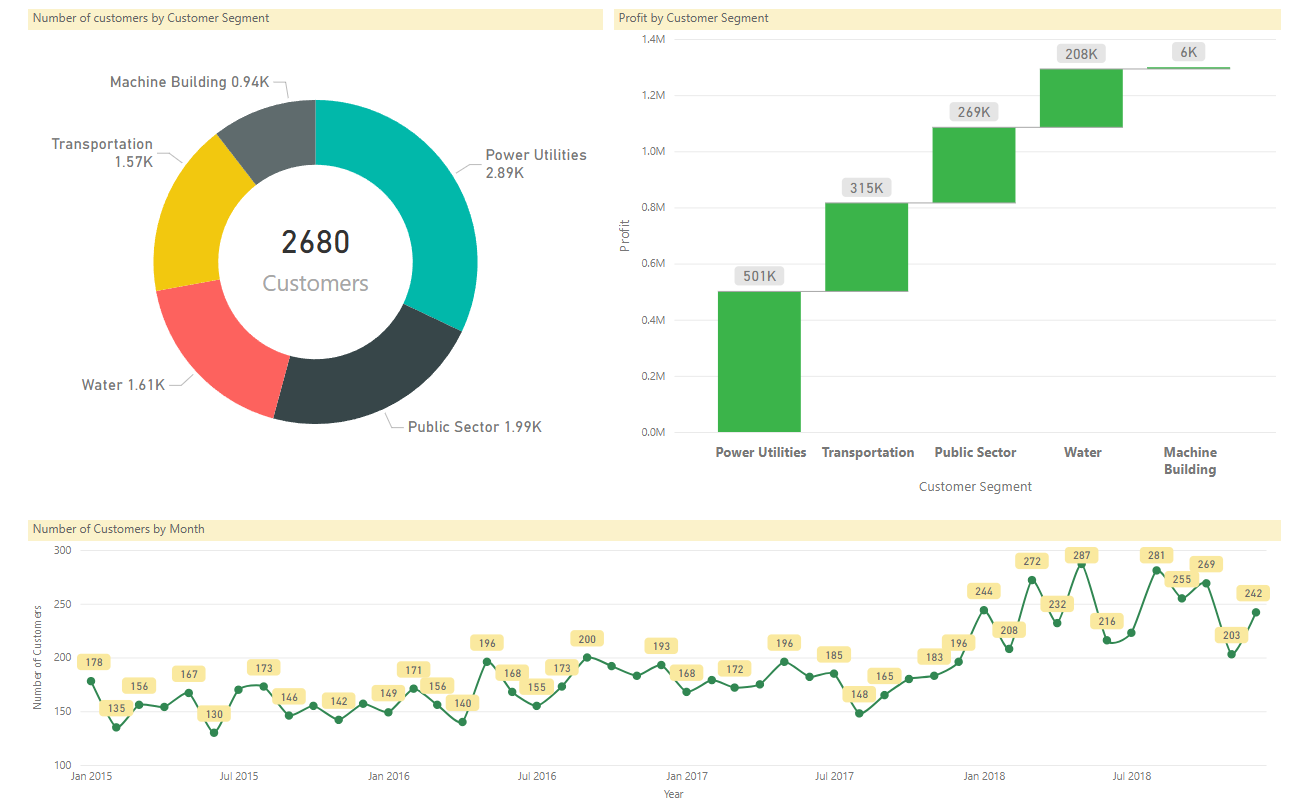 Number of customers by Customer Segment
Machine Building 0.94K
Transportation
1.57K
Power Utilities
2.89K
2680
Customers
Water 1.61K
Public Sector 1.99K
Profit by Customer Segment
1.4M
1.2M
1.0M
0.8M
0.6M
0.4M
0.2M
0.0M
Profit
501K
315K
269K
208K
6K
Power Utilities
Transportation
Public Sector
Water
Machine
Building
Customer Segment
Number of Customers by Month
300
250
200
150
100
Number of Customers
178
135
156
167
130
173
146
142
149
171
156
140
196
168
155
173
200
193
168
172
196
185
148
165
183
196
244
208
272
232
287
216
281
255
269
203
242
Jan 2015
Jul 2015
Jan 2016
Jul 2016
Jan 2017
Jul 2017
Jan 2018
Jul 2018
Year